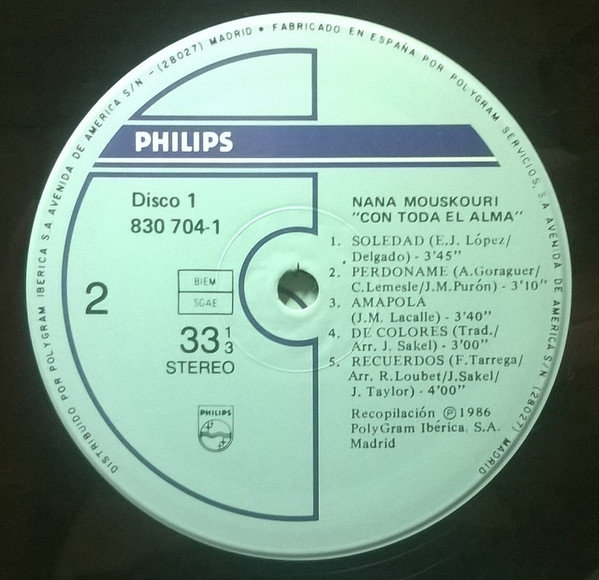 DISTRIBUIDO POR POLYGRAM IBERICA S.A AVENIDA DE AMERICA S/N - (28027) MADRID • FABRICADO EN ESPAÑA POR POLYGRAM SERVICIOS, S.A AVENIDA DE AMERICA S/N (28027) MADRID
PHILIPS
Disco 1
830 704-1
2
BIEM
SGAE
33 1/3
STEREO
PHILIPS
NANA MOUSKOURI
"CON TODA EL ALMA"
1. SOLEDAD (E.J. López/
Delgado) - 3'45"
2. PERDONAME (A.Goraguer/
C.Lemesle/J.M.Purón) - 3'10"
3. AMAPOLA
(J.M. Lacalle) - 3'40"
4. DE COLORES (Trad./
Arr. J. Sakel) - 3'00"
5. RECUERDOS (F.Tarrega/
Arr. R.Loubet/J.Sakel/
J. Taylor) - 4'00"
Recopilación Ⓟ 1986
PolyGram Ibérica, S.A.
Madrid